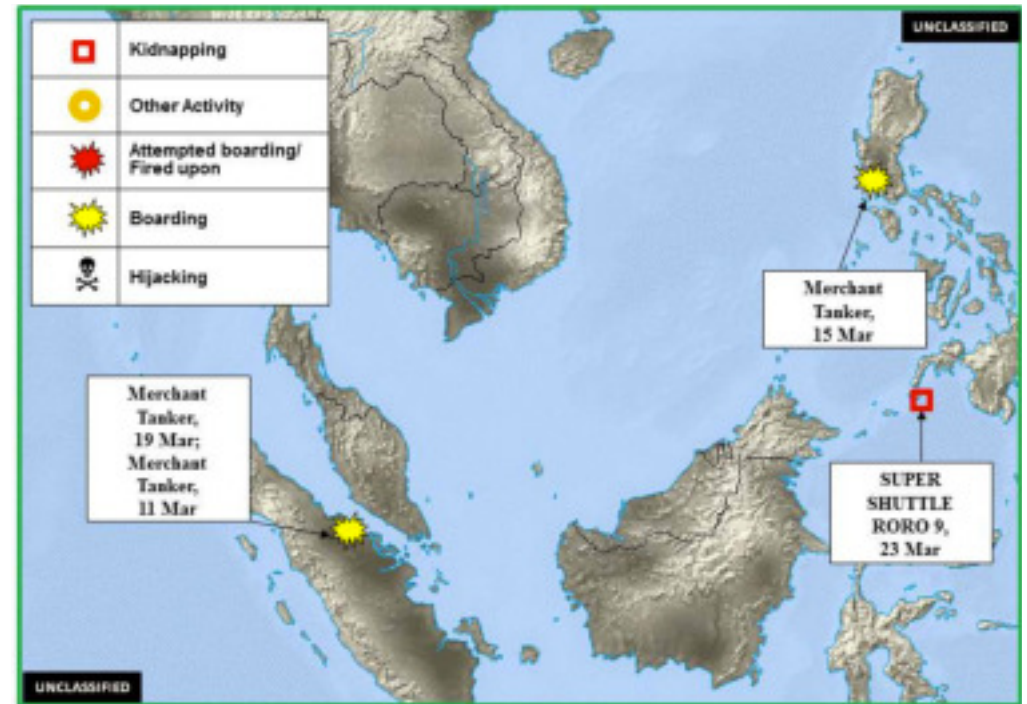 UNCLASSIFIED
Kidnapping
Other Activity
Attempted boarding/
Fired upon
Boarding
Hijacking
Merchant
Tanker,
15 Mar
Merchant
Tanker,
19 Mar;
Merchant
Tanker,
11 Mar
SUPER
SHUTTLE
RORO 9,
23 Mar
UNCLASSIFIED